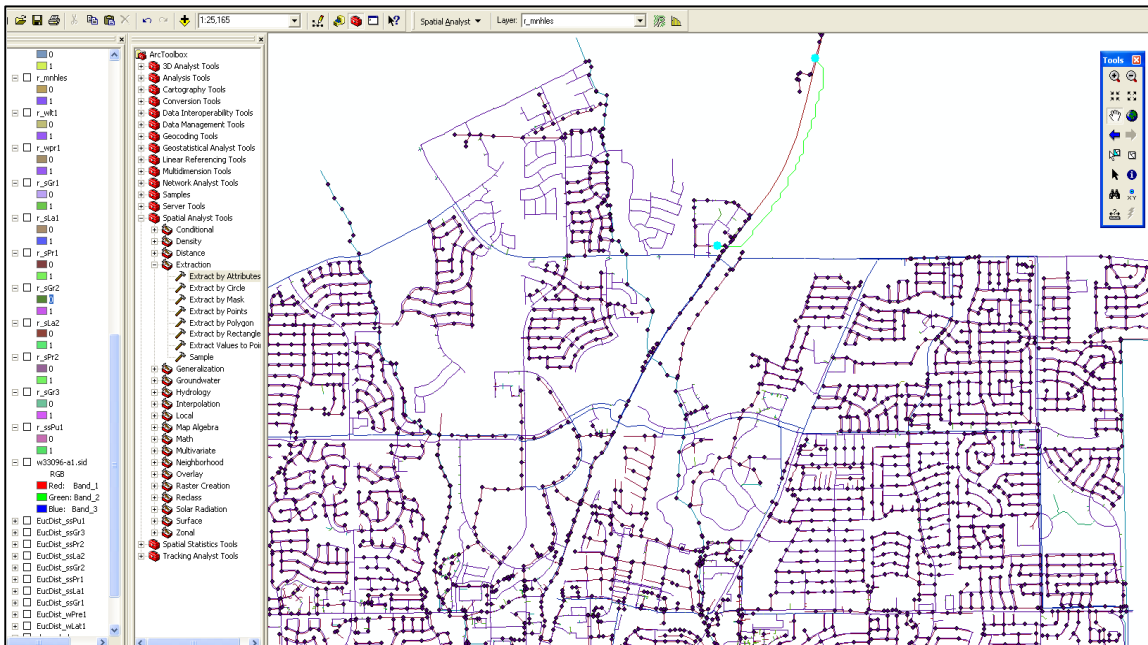 1:25,165
Spatial Analyst
Layer:
r_mnhles
0
1
r_mnhles
0
1
r_wlt1
0
1
r_wpr1
0
1
r_sGr1
0
1
r_sLa1
0
1
r_sPr1
0
1
r_sGr2
0
1
r_sLa2
0
1
r_sPr2
0
1
r_sGr3
0
1
r_ssPu1
0
1
w33096-a1.sid
RGB
Red: Band_1
Green: Band_2
Blue: Band_3
EucDist_ssPu1
EucDist_ssGr3
EucDist_ssPr2
EucDist_ssLa2
EucDist_ssGr2
EucDist_ssPr1
EucDist_ssLa1
EucDist_ssGr1
EucDist_wPre1
EucDist_wLat1
ArcToolbox
3D Analyst Tools
Analysis Tools
Cartography Tools
Conversion Tools
Data Interoperability Tools
Data Management Tools
Geocoding Tools
Geostatistical Analyst Tools
Linear Referencing Tools
Multidimension Tools
Network Analyst Tools
Samples
Server Tools
Spatial Analyst Tools
Conditional
Density
Distance
Extraction
Extract by Attributes
Extract by Circle
Extract by Mask
Extract by Points
Extract by Polygon
Extract by Rectangle
Extract Values to Poi
Sample
Generalization
Groundwater
Hydrology
Interpolation
Local
Map Algebra
Math
Multivariate
Neighborhood
Overlay
Raster Creation
Reclass
Solar Radiation
Surface
Zonal
Spatial Statistics Tools
Tracking Analyst Tools
Tools
XY